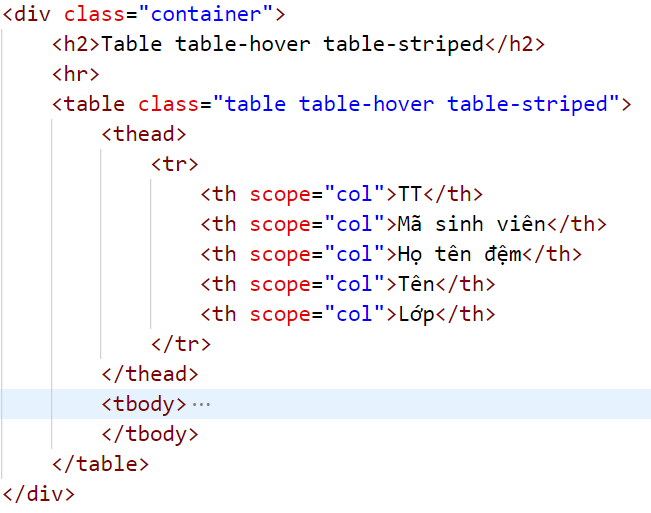 <div class="container">
<h2>Table table-hover table-striped</h2>
<hr>
<table class="table table-hover table-striped">
<thead>
<tr>
<th scope="col">TT</th>
<th scope="col">Mã sinh viên</th>
<th scope="col">Họ tên đệm</th>
<th scope="col">Tên</th>
<th scope="col">Lớp</th>
</tr>
</thead>
<tbody>···
</tbody>
</table>
</div>